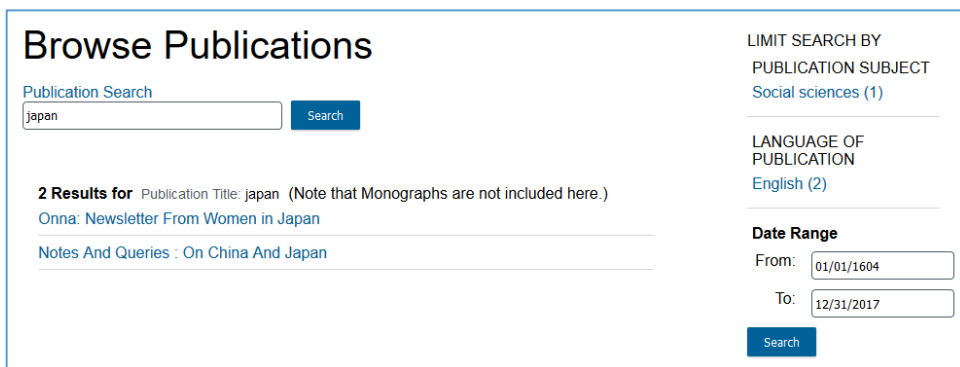 Browse Publications
Publication Search
japan
Search
2 Results for Publication Title: japan (Note that Monographs are not included here.)
Onna: Newsletter From Women in Japan
Notes And Queries : On China And Japan
LIMIT SEARCH BY
PUBLICATION SUBJECT
Social sciences (1)
LANGUAGE OF
PUBLICATION
English (2)
Date Range
From: 01/01/1604
To: 12/31/2017
Search